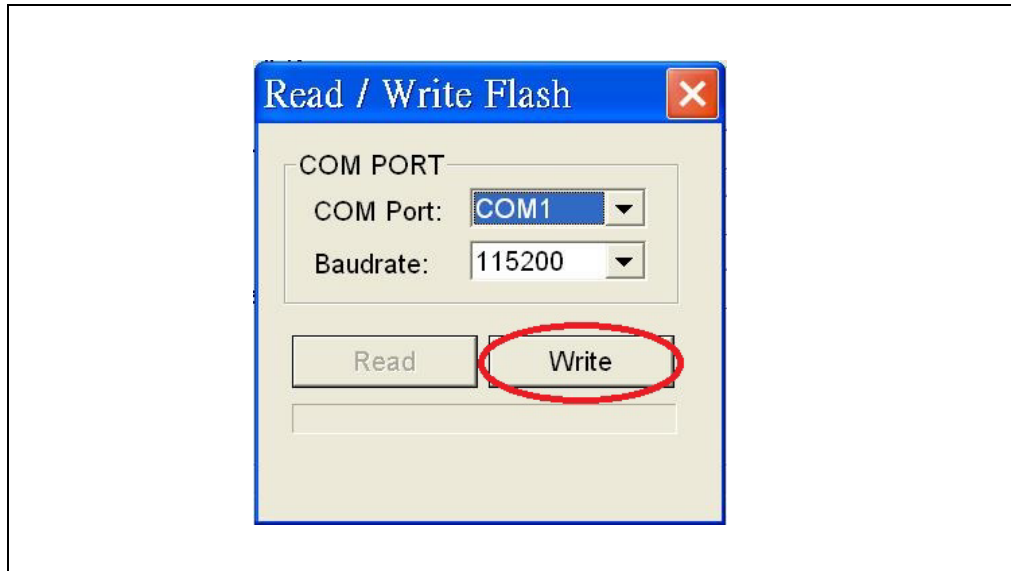 Read / Write Flash
COM PORT
COM Port: COM1
Baudrate: 115200
Read Write